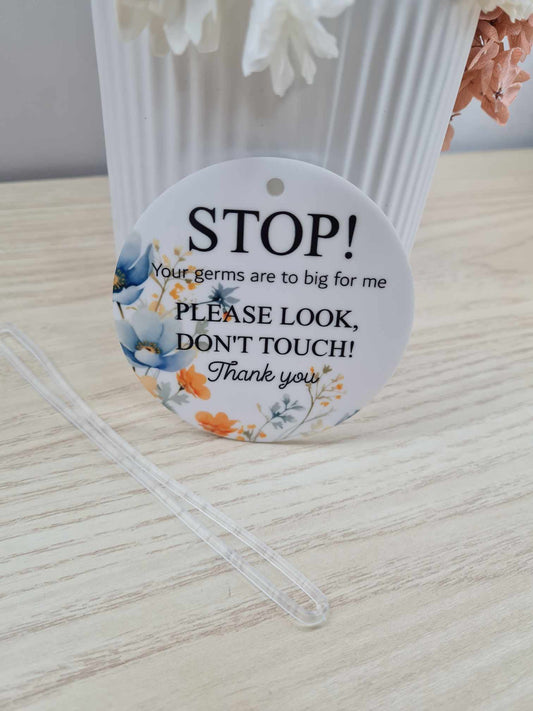 STOP!
Your germs are to big for me
PLEASE LOOK,
DON'T TOUCH!
Thank you